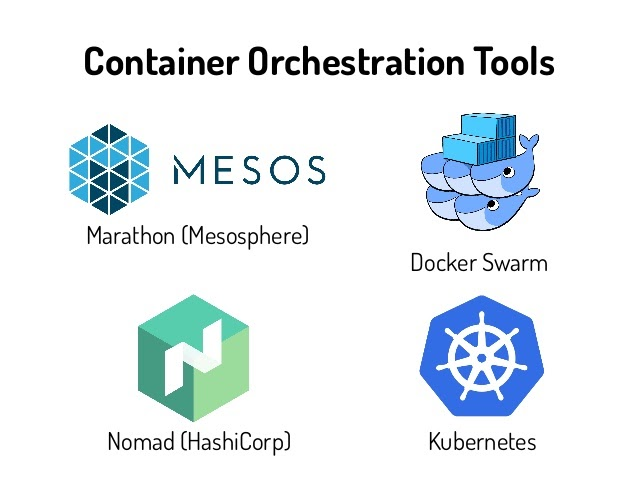 Container Orchestration Tools
MESOS
Marathon (Mesosphere)
Docker Swarm
Nomad (HashiCorp)
Kubernetes